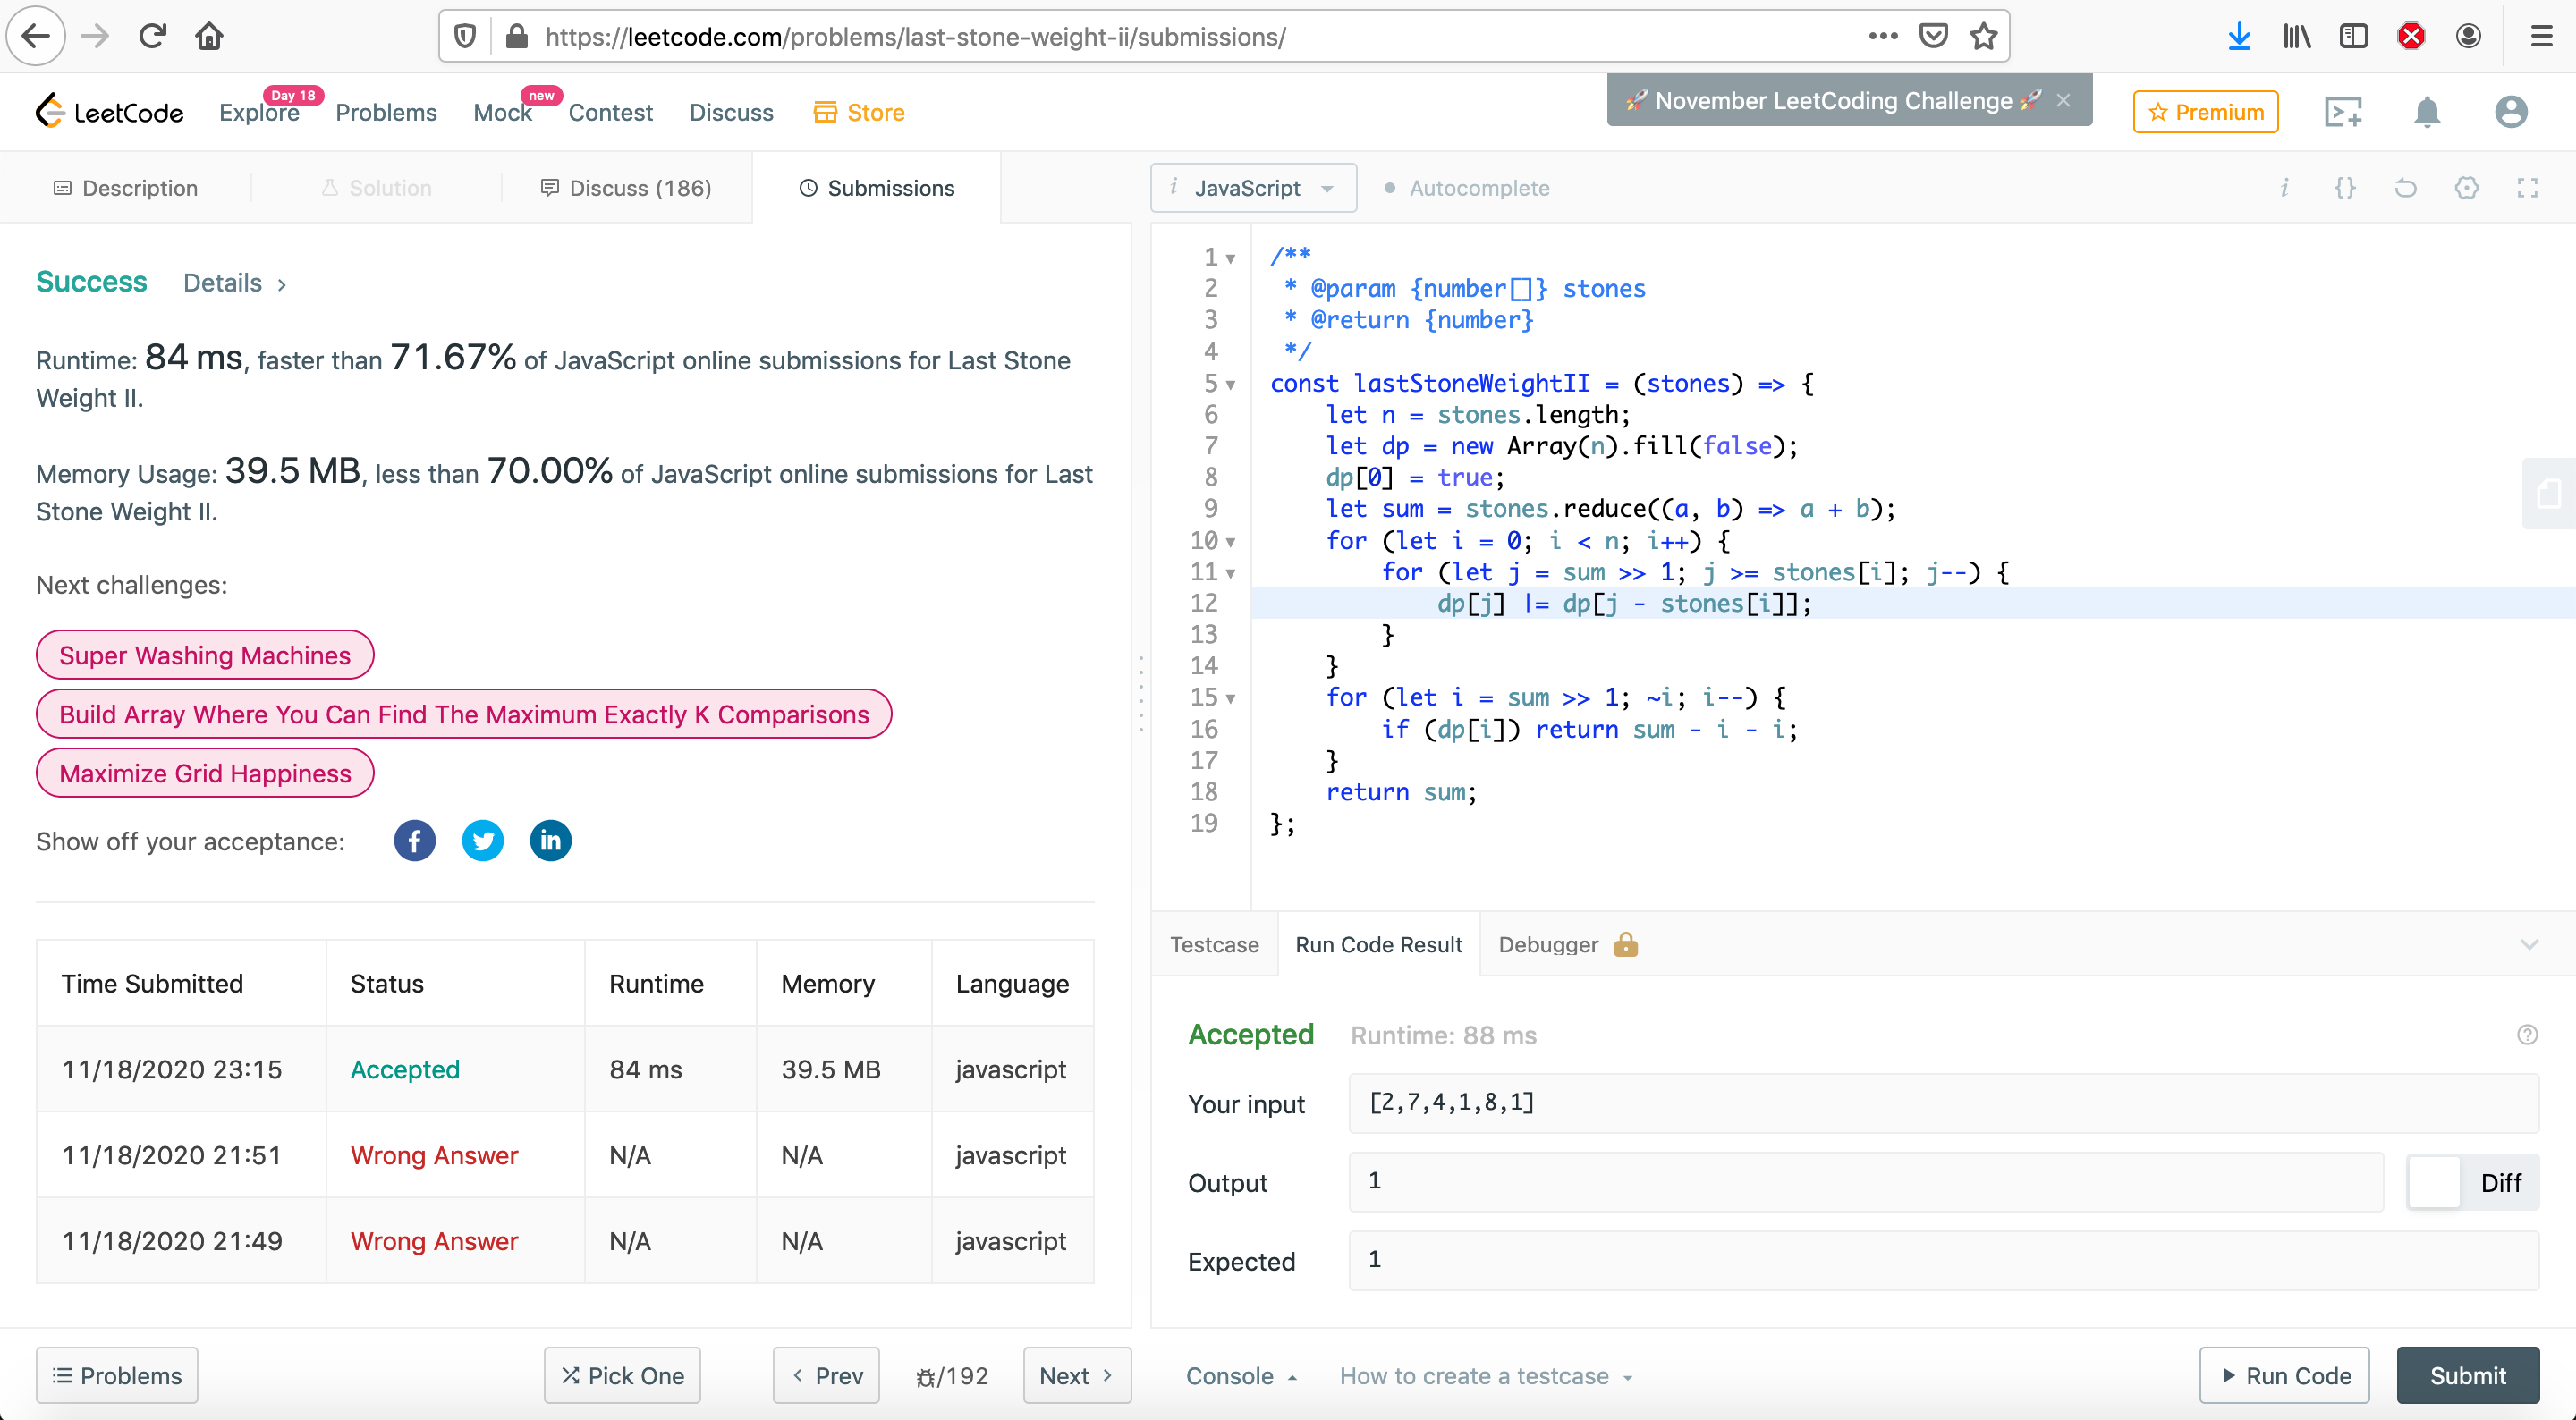 https://leetcode.com/problems/last-stone-weight-ii/submissions/
LeetCode
Explore
Day 18
Problems
Mock
new
Contest
Discuss
Store
🚀 November LeetCoding Challenge 🚀
Premium
Description
Solution
Discuss (186)
Submissions
i JavaScript
Autocomplete
Success Details
Runtime: 84 ms, faster than 71.67% of JavaScript online submissions for Last Stone
Weight II.
Memory Usage: 39.5 MB, less than 70.00% of JavaScript online submissions for Last
Stone Weight II.
Next challenges:
Super Washing Machines
Build Array Where You Can Find The Maximum Exactly K Comparisons
Maximize Grid Happiness
Show off your acceptance:
Time Submitted Status Runtime Memory Language
11/18/2020 23:15 Accepted 84 ms 39.5 MB javascript
11/18/2020 21:51 Wrong Answer N/A N/A javascript
11/18/2020 21:49 Wrong Answer N/A N/A javascript
Problems
Pick One
Prev
/192
Next
1 /**
2 * @param {number[]} stones
3 * @return {number}
4 */
5 const lastStoneWeightII = (stones) => {
6 let n = stones.length;
7 let dp = new Array(n).fill(false);
8 dp[0] = true;
9 let sum = stones.reduce((a, b) => a + b);
10 for (let i = 0; i < n; i++) {
11 for (let j = sum >> 1; j >= stones[i]; j--) {
12 dp[j] |= dp[j - stones[i]];
13 }
14 }
15 for (let i = sum >> 1; ~i; i--) {
16 if (dp[i]) return sum - i - i;
17 }
18 return sum;
19 };
Testcase
Run Code Result
Debugger
Accepted Runtime: 88 ms
Your input [2,7,4,1,8,1]
Output 1
Diff
Expected 1
Console
How to create a testcase
Run Code
Submit